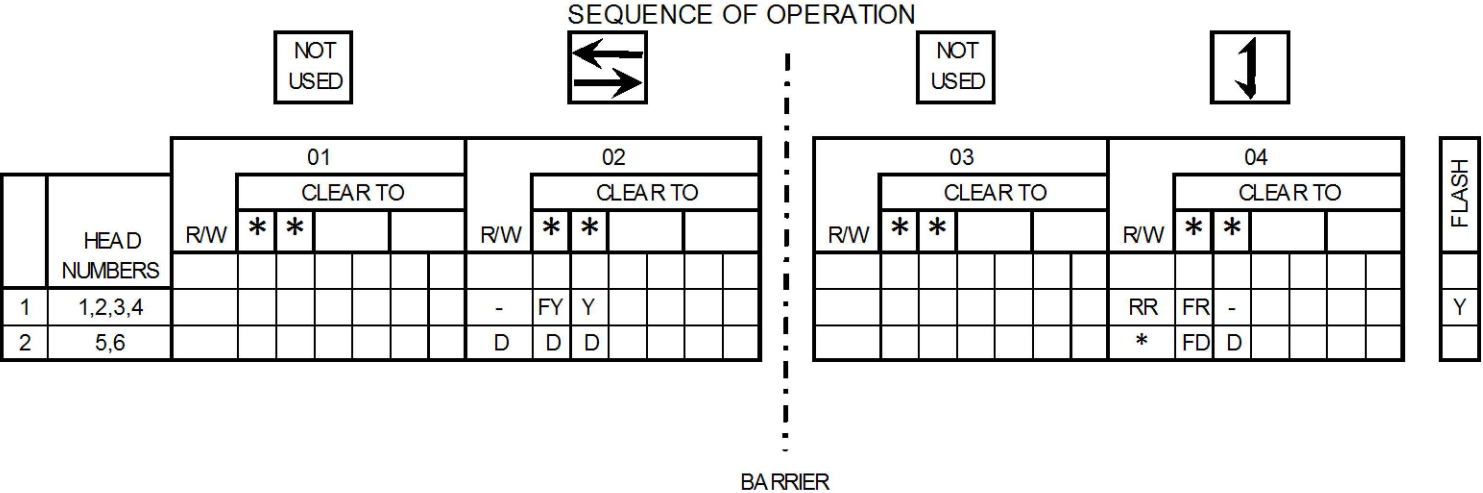 SEQUENCE OF OPERATION
NOT USED
NOT USED
01 02 03 04
CLEAR TO CLEAR TO CLEAR TO CLEAR TO FLASH
HEAD NUMBERS R/W * * R/W * * R/W * * R/W * *
1 1,2,3,4 - FY Y RR FR - Y
2 5,6 D D D * FD D
BARRIER